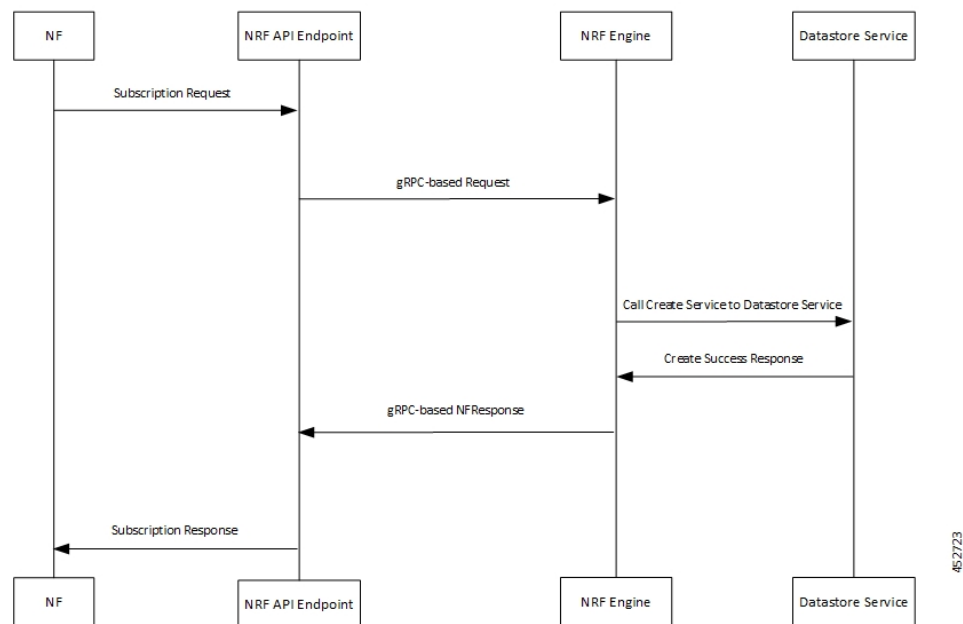 NF
NRF API Endpoint
NRF Engine
Datastore Service
Subscription Request
gRPC-based Request
Call Create Service to Datastore Service
Create Success Response
gRPC-based NFResponse
Subscription Response
452723
NF
NRF API Endpoint
NRF Engine
Datastore Service